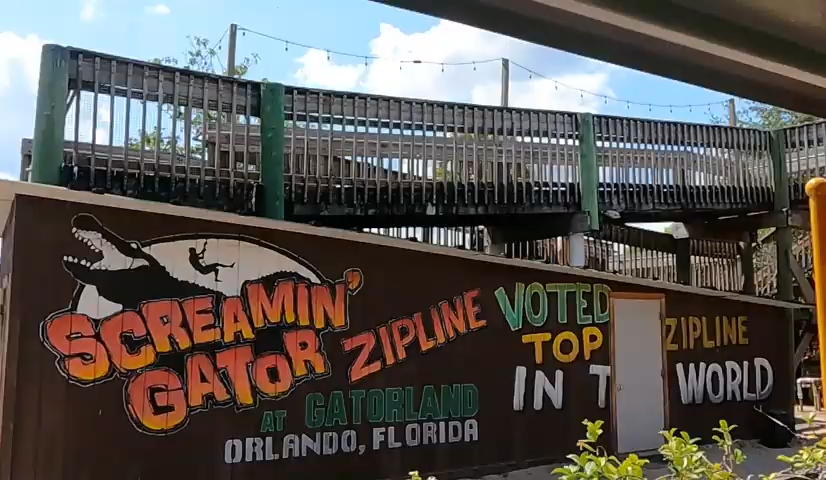 SCREAMIN'
GATOR
ZIPLINE
AT GATORLAND
ORLANDO, FLORIDA
VOTED
TOP ZIPLINE
IN T WORLD